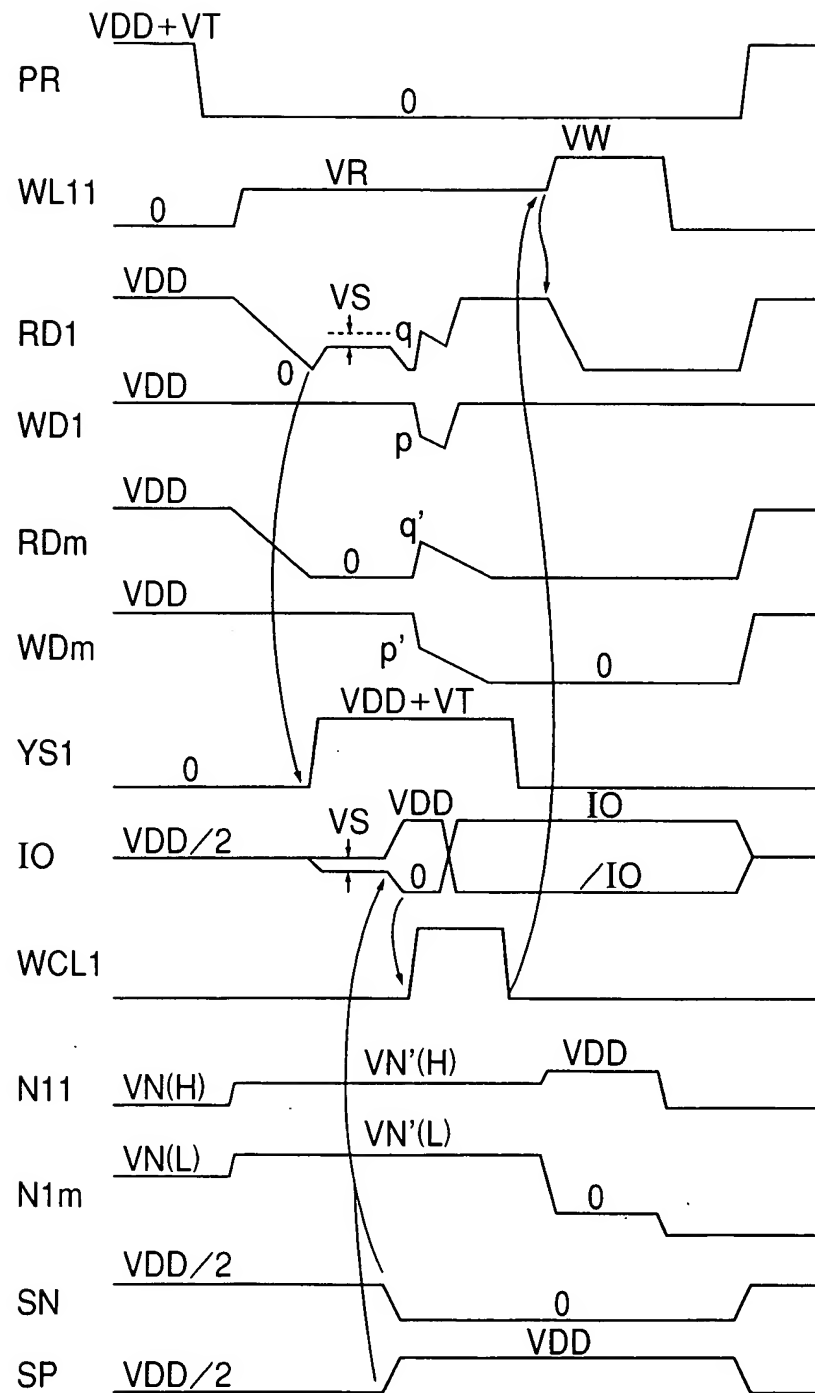 VDD+VT
PR
0
VW
VR
WL11
0
VDD
VS
q
RD1
0
VDD
WD1
p
VDD
q'
RDm
0
VDD
WDm
p'
0
VDD+VT
YS1
0
VDD
IO
VS
IO
VDD/2
0
/IO
WCL1
VDD
VN'(H)
N11
VN(H)
VN'(L)
VN(L)
N1m
0
VDD/2
SN
0
VDD
SP
VDD/2